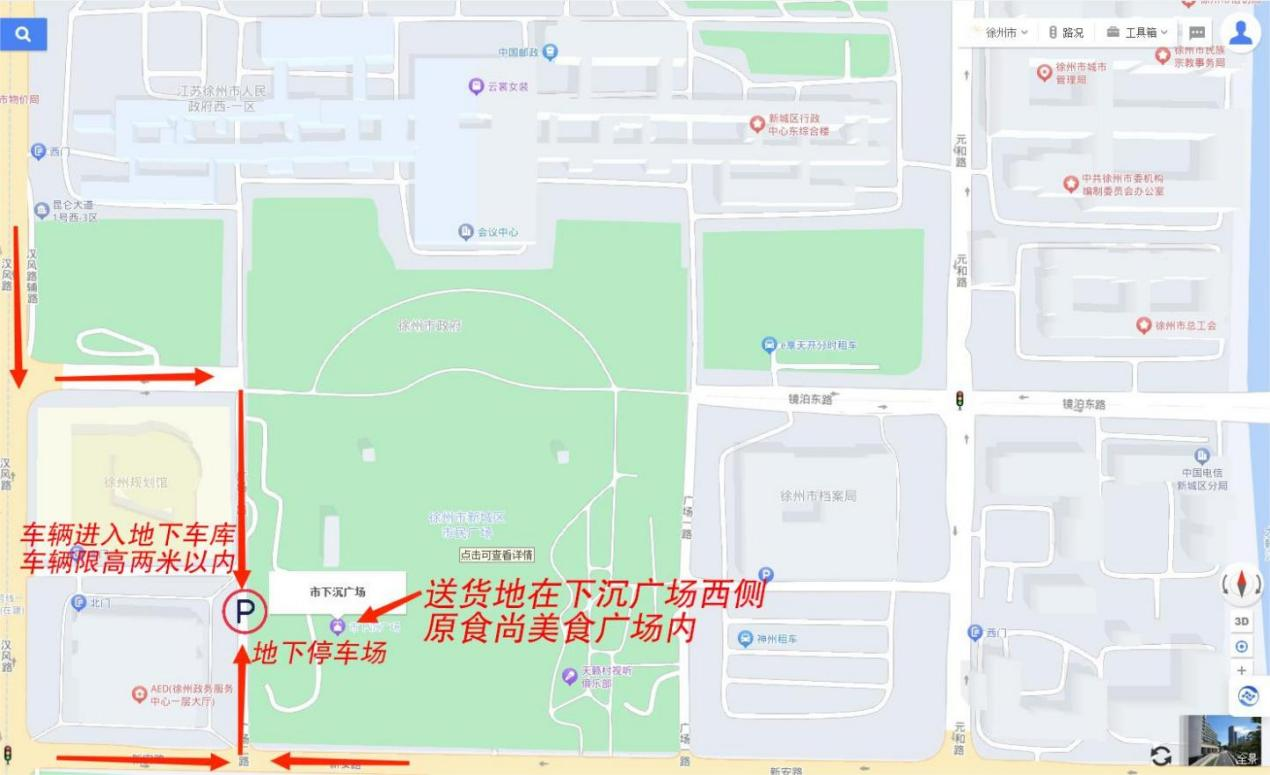 徐州市
路况
工具箱
中国邮政
云裳女装
江苏徐州市人民
政府西-一区
市物价局
西门
昆仑大道
1号西-3区
新城区行政
中心东综合楼
徐州市城市
管理局
徐州市民族
宗教事务局
中共徐州市委机构
编制委员会办公室
会议中心
元和路
元和路
汉风路
汉风路辅路
徐州市政府
e享天开分时租车
徐州市总工会
镜泊东路
镜泊东路
汉风路
徐州规划馆
徐州市新城区
市民广场
点击可查看详情
徐州市档案局
中国电信
新城区分局
广场一路
车辆进入地下车库
车辆限高两米以内
北门
P
市下沉广场
送货地在下沉广场西侧
原食尚美食广场内
地下停车场
神州租车
西门
3D
汉风路
AED(徐州政务服务
中心一层大厅)
天籁村视听
俱乐部
元和路
新安路
全景